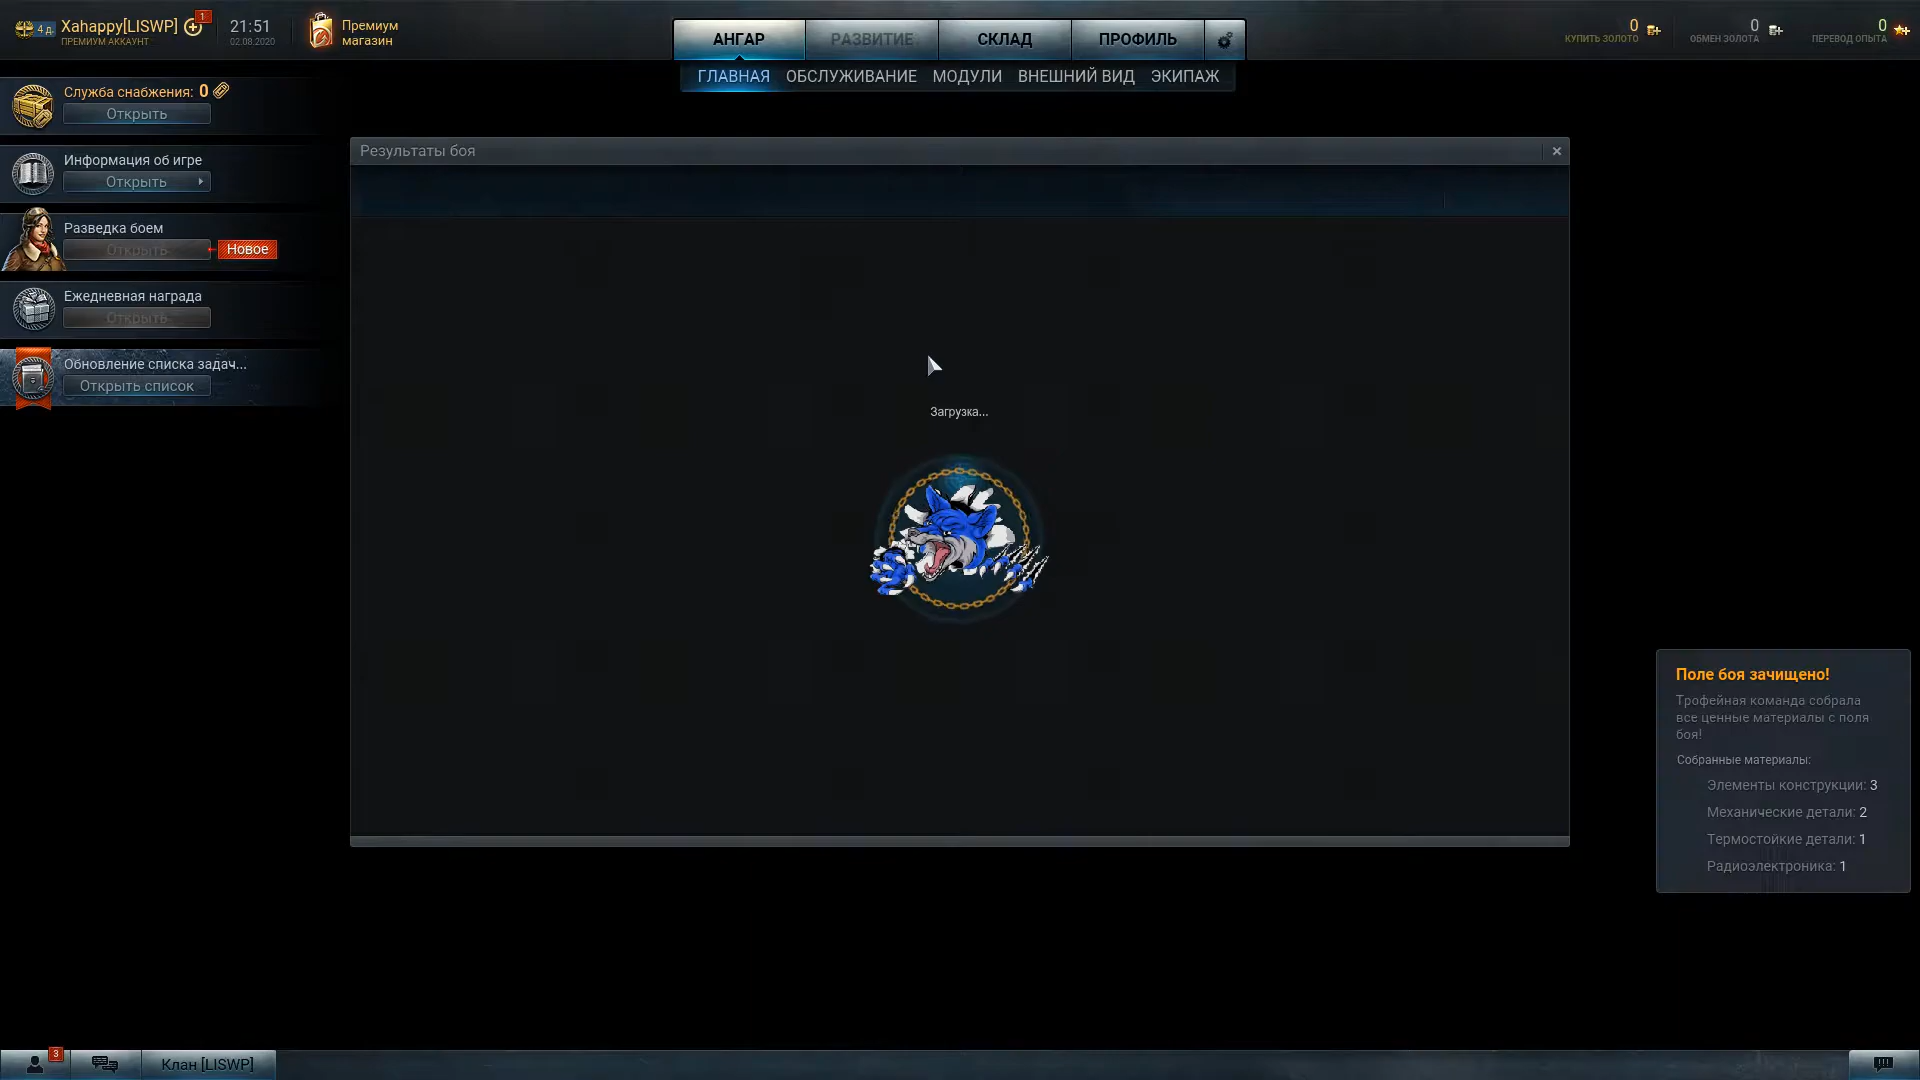 4 д.
Xahappy[LISWP]
1
ПРЕМИУМ АККАУНТ
21:51
02.08.2020
Премиум
магазин
АНГАР
РАЗВИТИЕ
СКЛАД
ПРОФИЛЬ
0
КУПИТЬ ЗОЛОТО
0
ОБМЕН ЗОЛОТА
0
ПЕРЕВОД ОПЫТА
ГЛАВНАЯ
ОБСЛУЖИВАНИЕ
МОДУЛИ
ВНЕШНИЙ ВИД
ЭКИПАЖ
Служба снабжения: 0
Открыть
Информация об игре
Открыть
Разведка боем
Открыть
Новое
Ежедневная награда
Открыть
Обновление списка задач...
Открыть список
Результаты боя
Загрузка...
Поле боя зачищено!
Трофейная команда собрала
все ценные материалы с поля
боя!
Собранные материалы:
Элементы конструкции: 3
Механические детали: 2
Термостойкие детали: 1
Радиоэлектроника: 1
3
Клан [LISWP]